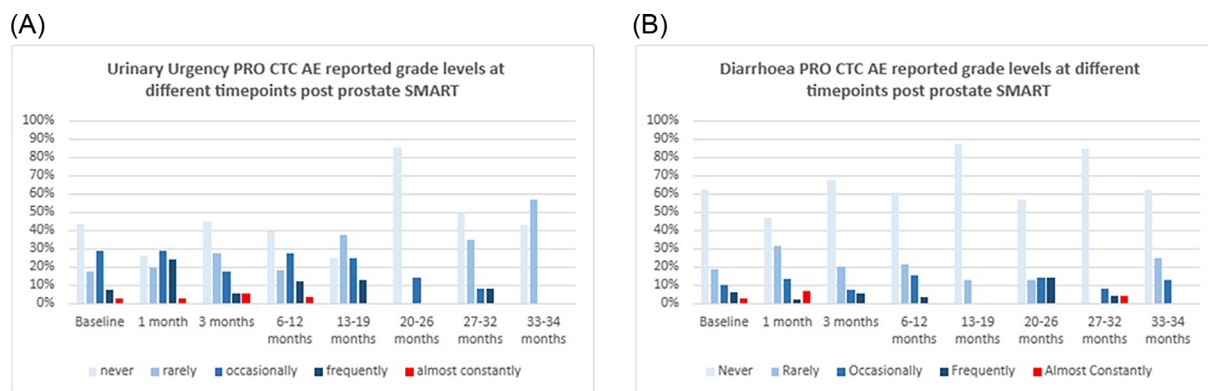 (A)
Urinary Urgency PRO CTC AE reported grade levels at
different timepoints post prostate SMART
100%
90%
80%
70%
60%
50%
40%
30%
20%
10%
0%
Baseline 1 month 3 months 6-12 months 13-19 months 20-26 months 27-32 months 33-34 months
never rarely occasionally frequently almost constantly
(B)
Diarrhoea PRO CTC AE reported grade levels at different
timepoints post prostate SMART
100%
90%
80%
70%
60%
50%
40%
30%
20%
10%
0%
Baseline 1 month 3 months 6-12 months 13-19 months 20-26 months 27-32 months 33-34 months
Never Rarely Occasionally Frequently Almost Constantly